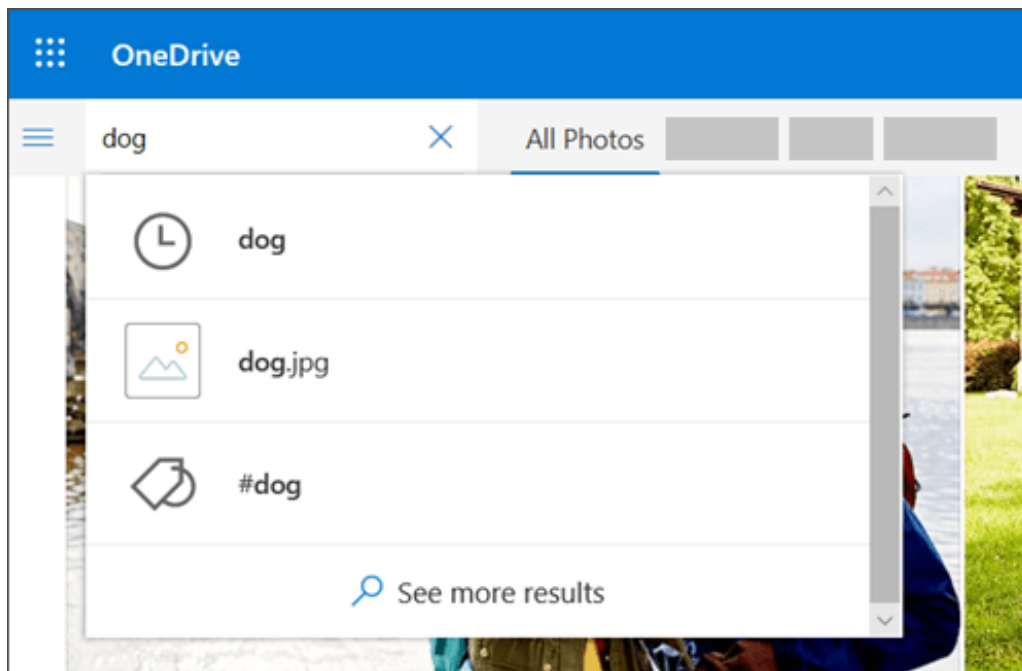 OneDrive
dog
All Photos
dog
dog.jpg
#dog
See more results